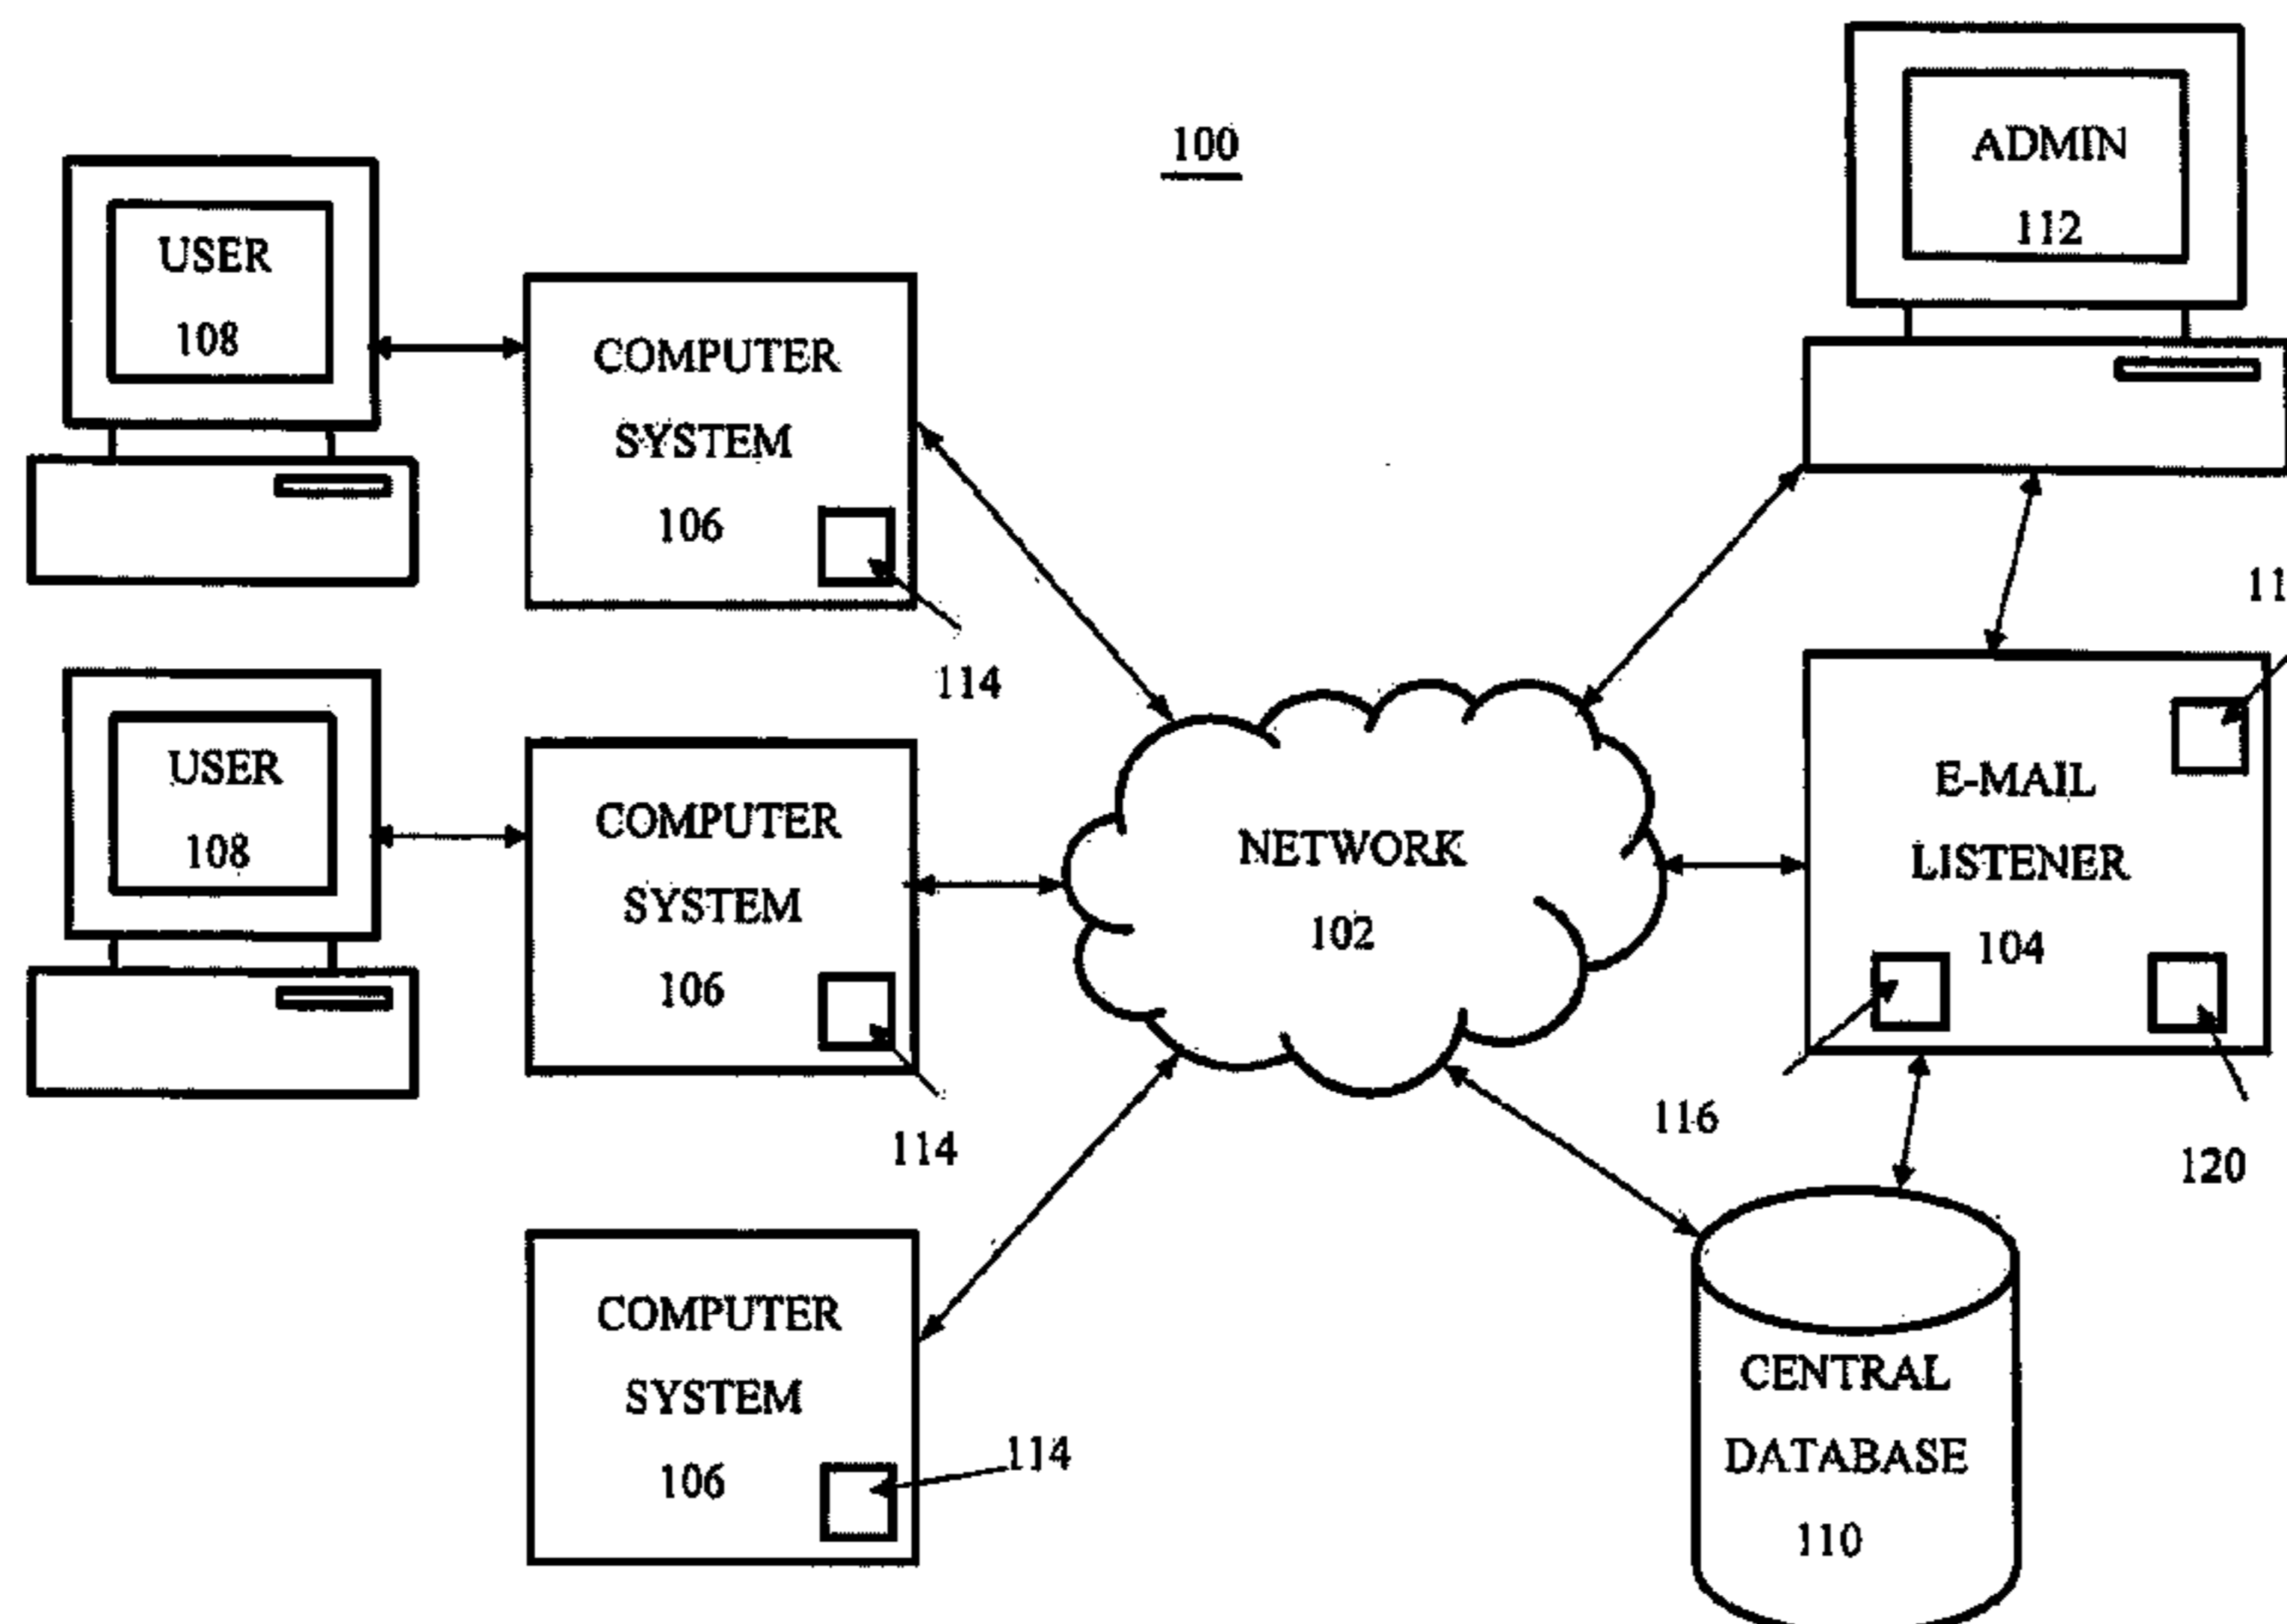 100
USER
108
COMPUTER
SYSTEM
106
114
ADMIN
112
11
USER
108
COMPUTER
SYSTEM
106
114
NETWORK
102
E-MAIL
LISTENER
104
116
120
COMPUTER
SYSTEM
106
114
CENTRAL
DATABASE
110